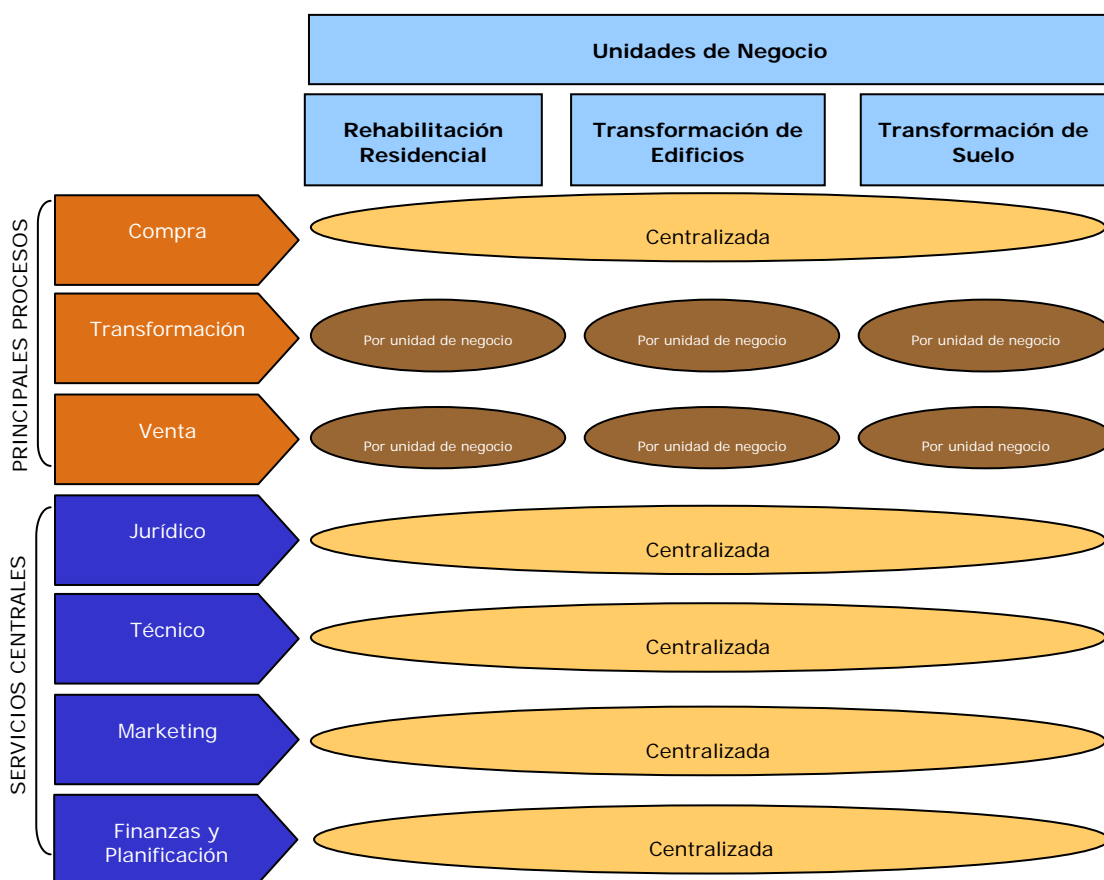 Unidades de Negocio
Rehabilitación
Residencial
Transformación de
Edificios
Transformación de
Suelo
PRINCIPALES PROCESOS
Compra
Centralizada
Transformación
Por unidad de negocio
Por unidad de negocio
Por unidad de negocio
Venta
Por unidad de negocio
Por unidad de negocio
Por unidad negocio
SERVICIOS CENTRALES
Jurídico
Centralizada
Técnico
Centralizada
Marketing
Centralizada
Finanzas y
Planificación
Centralizada